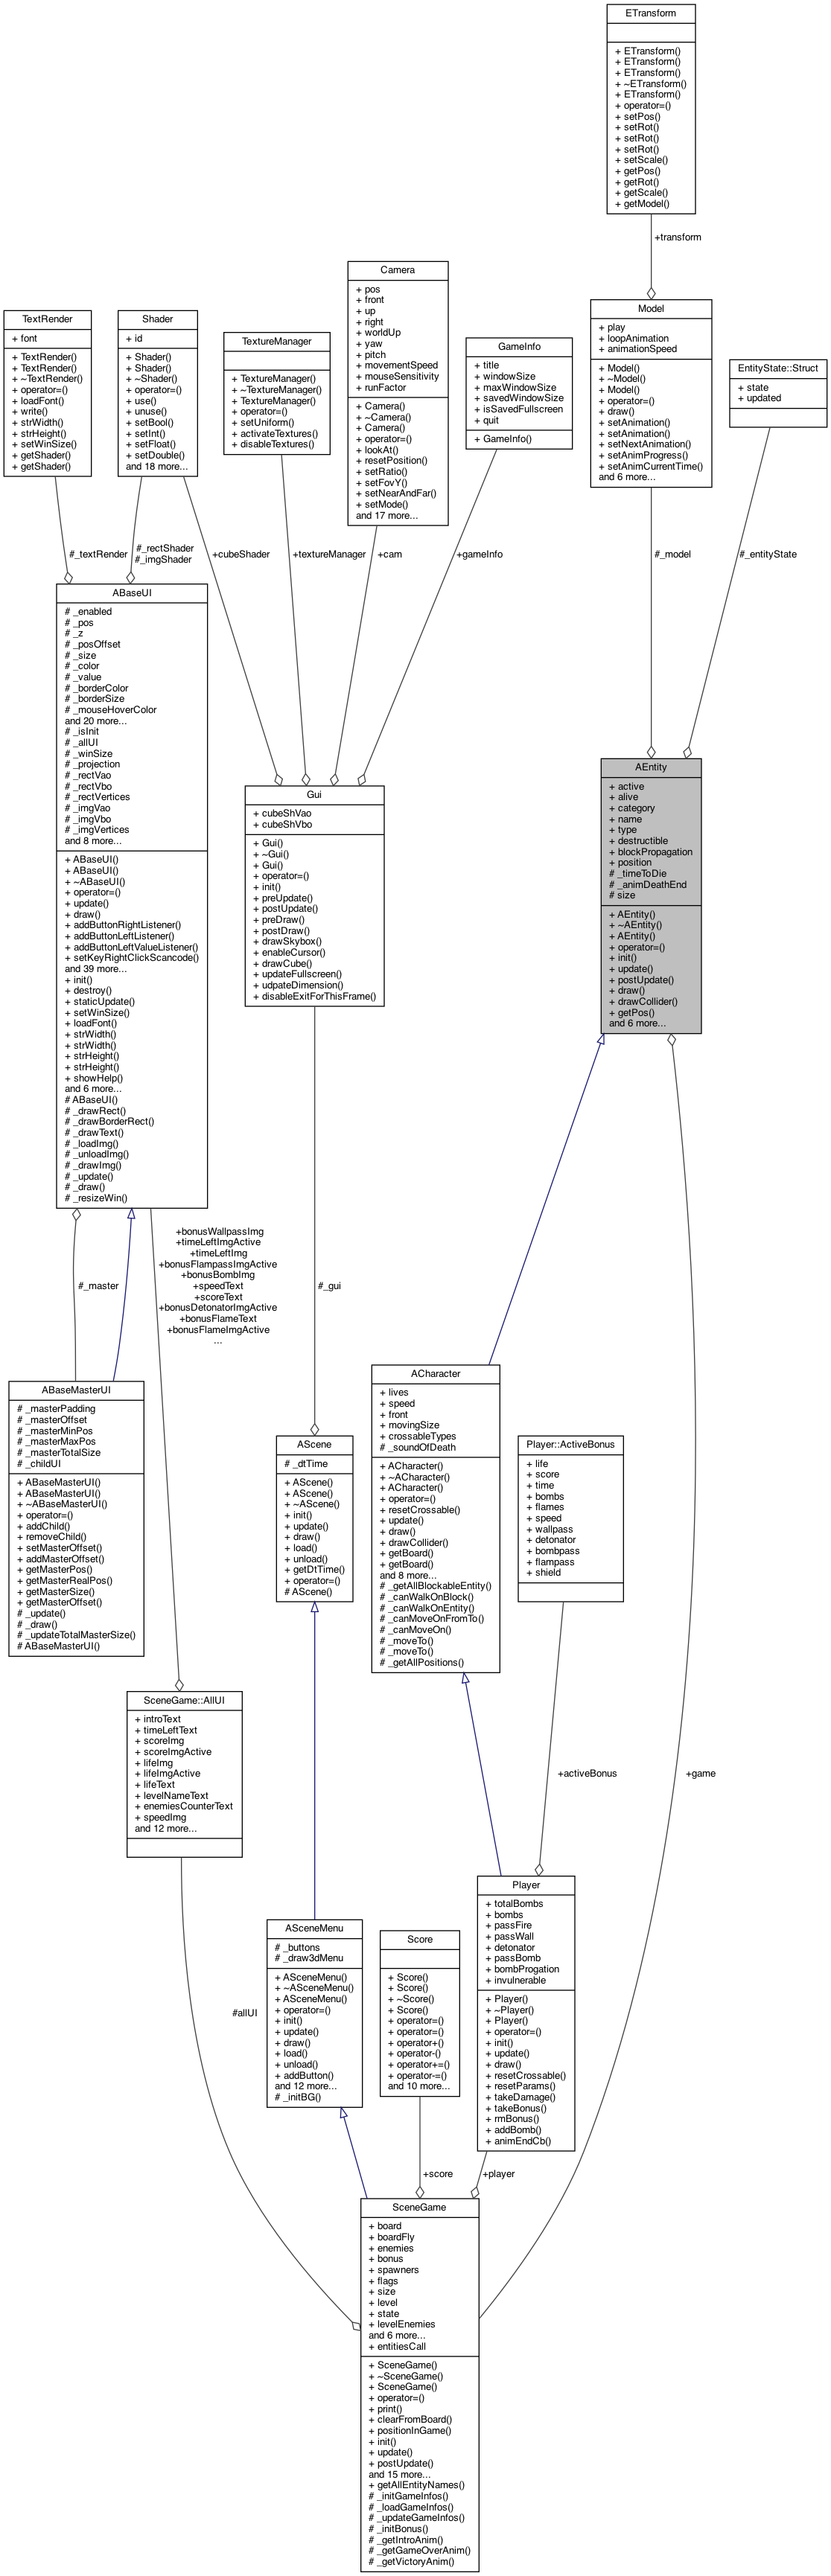 ETransform
+ ETransform()
+ ETransform()
+ ETransform()
+ ~ETransform()
+ ETransform()
+ operator=()
+ setPos()
+ setRot()
+ setRot()
+ setRot()
+ setScale()
+ getPos()
+ getRot()
+ getScale()
+ getModel()
+transform
Model
+ play
+ loopAnimation
+ animationSpeed
+ Model()
+ ~Model()
+ Model()
+ operator=()
+ draw()
+ setAnimation()
+ setAnimation()
+ setNextAnimation()
+ setAnimProgress()
+ setAnimCurrentTime()
and 6 more...
EntityState::Struct
+ state
+ updated
TextRender
+ font
+ TextRender()
+ TextRender()
+ ~TextRender()
+ operator=()
+ loadFont()
+ write()
+ strWidth()
+ strHeight()
+ setWinSize()
+ getShader()
+ getShader()
Shader
+ id
+ Shader()
+ Shader()
+ ~Shader()
+ operator=()
+ use()
+ unuse()
+ setBool()
+ setInt()
+ setFloat()
+ setDouble()
and 18 more...
TextureManager
+ TextureManager()
+ ~TextureManager()
+ TextureManager()
+ operator=()
+ setUniform()
+ activateTextures()
+ disableTextures()
Camera
+ pos
+ front
+ up
+ right
+ worldUp
+ yaw
+ pitch
+ movementSpeed
+ mouseSensitivity
+ runFactor
+ Camera()
+ ~Camera()
+ Camera()
+ operator=()
+ lookAt()
+ resetPosition()
+ setRatio()
+ setFovY()
+ setNearAndFar()
+ setMode()
and 17 more...
GameInfo
+ title
+ windowSize
+ maxWindowSize
+ savedWindowSize
+ isSavedFullscreen
+ quit
+ GameInfo()
#_textRender
#_rectShader
#_imgShader
+cubeShader
+textureManager
+cam
+gameInfo
#_model
#_entityState
ABaseUI
# _enabled
# _pos
# _z
# _posOffset
# _size
# _color
# _value
# _borderColor
# _borderSize
# _mouseHoverColor
and 20 more...
# _isInit
# _allUI
# _winSize
# _projection
# _rectVao
# _rectVbo
# _rectVertices
# _imgVao
# _imgVbo
# _imgVertices
and 8 more...
+ ABaseUI()
+ ABaseUI()
+ ~ABaseUI()
+ operator=()
+ update()
+ draw()
+ addButtonRightListener()
+ addButtonLeftListener()
+ addButtonLeftValueListener()
+ setKeyRightClickScancode()
and 39 more...
+ init()
+ destroy()
+ staticUpdate()
+ setWinSize()
+ loadFont()
+ strWidth()
+ strWidth()
+ strHeight()
+ strHeight()
+ showHelp()
and 6 more...
# ABaseUI()
# _drawRect()
# _drawBorderRect()
# _drawText()
# _loadImg()
# _unloadImg()
# _drawImg()
# _update()
# _draw()
# _resizeWin()
Gui
+ cubeShVao
+ cubeShVbo
+ Gui()
+ ~Gui()
+ Gui()
+ operator=()
+ init()
+ preUpdate()
+ postUpdate()
+ preDraw()
+ postDraw()
+ drawSkybox()
+ enableCursor()
+ drawCube()
+ updateFullscreen()
+ udpateDimension()
+ disableExitForThisFrame()
AEntity
+ active
+ alive
+ category
+ name
+ type
+ destructible
+ blockPropagation
+ position
# _timeToDie
# _animDeathEnd
# size
+ AEntity()
+ ~AEntity()
+ AEntity()
+ operator=()
+ init()
+ update()
+ postUpdate()
+ draw()
+ drawCollider()
+ getPos()
and 6 more...
#_master
+bonusWallpassImg
+timeLeftImgActive
+timeLeftImg
+bonusFlampassImgActive
+bonusBombImg
+speedText
+scoreText
+bonusDetonatorImgActive
+bonusFlameText
+bonusFlameImgActive
...
#_gui
ABaseMasterUI
# _masterPadding
# _masterOffset
# _masterMinPos
# _masterMaxPos
# _masterTotalSize
# _childUI
+ ABaseMasterUI()
+ ABaseMasterUI()
+ ~ABaseMasterUI()
+ operator=()
+ addChild()
+ removeChild()
+ setMasterOffset()
+ addMasterOffset()
+ getMasterPos()
+ getMasterRealPos()
+ getMasterSize()
+ getMasterOffset()
# _update()
# _draw()
# _updateTotalMasterSize()
# ABaseMasterUI()
AScene
# _dtTime
+ AScene()
+ AScene()
+ ~AScene()
+ init()
+ update()
+ draw()
+ load()
+ unload()
+ getDtTime()
+ operator=()
# AScene()
ACharacter
+ lives
+ speed
+ front
+ movingSize
+ crossableTypes
# _soundOfDeath
+ ACharacter()
+ ~ACharacter()
+ ACharacter()
+ operator=()
+ resetCrossable()
+ update()
+ draw()
+ drawCollider()
+ getBoard()
+ getBoard()
and 8 more...
# _getAllBlockableEntity()
# _canWalkOnBlock()
# _canWalkOnEntity()
# _canMoveOnFromTo()
# _canMoveOn()
# _moveTo()
# _moveTo()
# _getAllPositions()
Player::ActiveBonus
+ life
+ score
+ time
+ bombs
+ flames
+ speed
+ wallpass
+ detonator
+ bombpass
+ flampass
+ shield
SceneGame::AllUI
+ introText
+ timeLeftText
+ scoreImg
+ scoreImgActive
+ lifeImg
+ lifeImgActive
+ lifeText
+ levelNameText
+ enemiesCounterText
+ speedImg
and 12 more...
+activeBonus
+game
#allUI
ASceneMenu
# _buttons
# _draw3dMenu
+ ASceneMenu()
+ ~ASceneMenu()
+ ASceneMenu()
+ operator=()
+ init()
+ update()
+ draw()
+ load()
+ unload()
+ addButton()
and 12 more...
# _initBG()
Score
+ Score()
+ Score()
+ ~Score()
+ Score()
+ operator=()
+ operator=()
+ operator+()
+ operator-()
+ operator+=()
+ operator-=()
and 10 more...
Player
+ totalBombs
+ bombs
+ passFire
+ passWall
+ detonator
+ passBomb
+ bombProgation
+ invulnerable
+ Player()
+ ~Player()
+ Player()
+ operator=()
+ init()
+ update()
+ draw()
+ resetCrossable()
+ resetParams()
+ takeDamage()
+ takeBonus()
+ rmBonus()
+ addBomb()
+ animEndCb()
+score
+player
SceneGame
+ board
+ boardFly
+ enemies
+ bonus
+ spawners
+ flags
+ size
+ level
+ state
+ levelEnemies
and 6 more...
+ entitiesCall
+ SceneGame()
+ ~SceneGame()
+ SceneGame()
+ operator=()
+ print()
+ clearFromBoard()
+ positionInGame()
+ init()
+ update()
+ postUpdate()
and 15 more...
+ getAllEntityNames()
# _initGameInfos()
# _loadGameInfos()
# _updateGameInfos()
# _initBonus()
# _getIntroAnim()
# _getGameOverAnim()
# _getVictoryAnim()